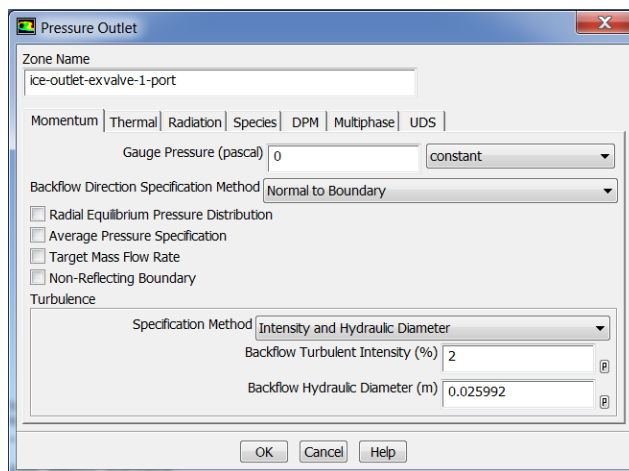 Pressure Outlet
Zone Name
ice-outlet-exvalve-1-port
Momentum Thermal Radiation Species DPM Multiphase UDS
Gauge Pressure (pascal) 0 constant
Backflow Direction Specification Method Normal to Boundary
Radial Equilibrium Pressure Distribution
Average Pressure Specification
Target Mass Flow Rate
Non-Reflecting Boundary
Turbulence
Specification Method Intensity and Hydraulic Diameter
Backflow Turbulent Intensity (%) 2 P
Backflow Hydraulic Diameter (m) 0.025992 P
OK Cancel Help